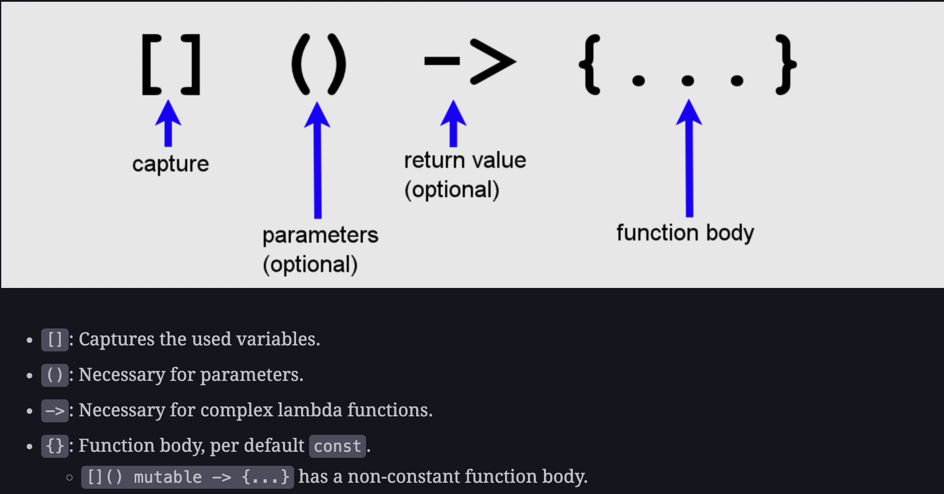 [] () -> {...}
capture
return value
(optional)
parameters
(optional)
function body
[]: Captures the used variables.
(): Necessary for parameters.
->: Necessary for complex lambda functions.
{}: Function body, per default const.
[]() mutable -> {...} has a non-constant function body.